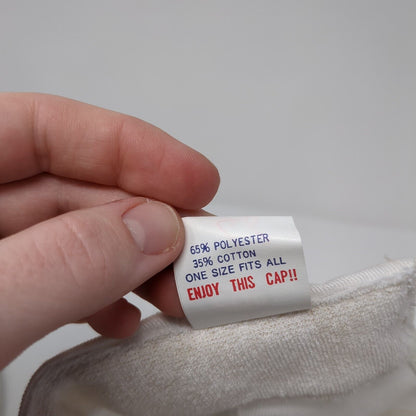 65% POLYESTER
35% COTTON
ONE SIZE FITS ALL
ENJOY THIS CAP!!